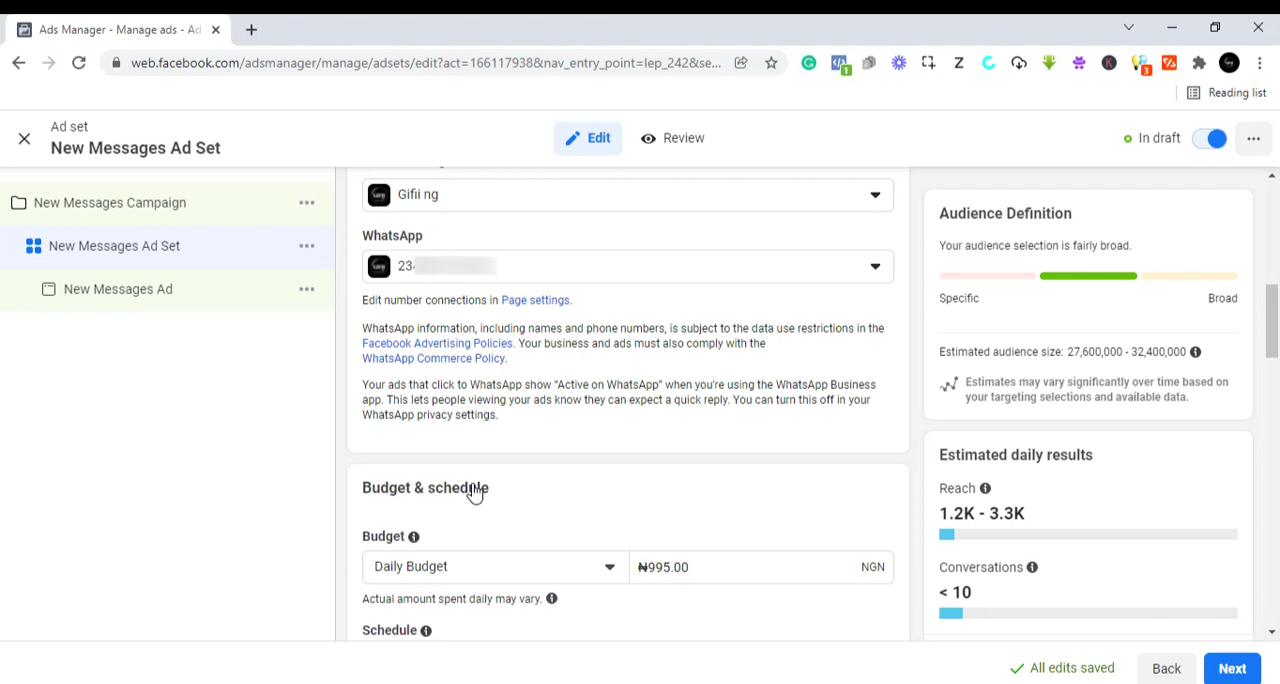 Ads Manager - Manage ads - Ad
web.facebook.com/adsmanager/manage/adsets/edit?act=166117938&nav_entry_point=lep_242&se...
1
Z
K
3
Reading list
Ad set
New Messages Ad Set
Edit
Review
In draft
New Messages Campaign
New Messages Ad Set
New Messages Ad
Gifii ng
WhatsApp
23
Edit number connections in Page settings.
WhatsApp information, including names and phone numbers, is subject to the data use restrictions in the
Facebook Advertising Policies. Your business and ads must also comply with the
WhatsApp Commerce Policy.
Your ads that click to WhatsApp show "Active on WhatsApp" when you're using the WhatsApp Business
app. This lets people viewing your ads know they can expect a quick reply. You can turn this off in your
WhatsApp privacy settings.
Budget & schedule
Budget
Daily Budget
₦995.00 NGN
Actual amount spent daily may vary.
Schedule
Audience Definition
Your audience selection is fairly broad.
Specific Broad
Estimated audience size: 27,600,000 - 32,400,000
Estimates may vary significantly over time based on
your targeting selections and available data.
Estimated daily results
Reach
1.2K - 3.3K
Conversations
< 10
All edits saved
Back
Next